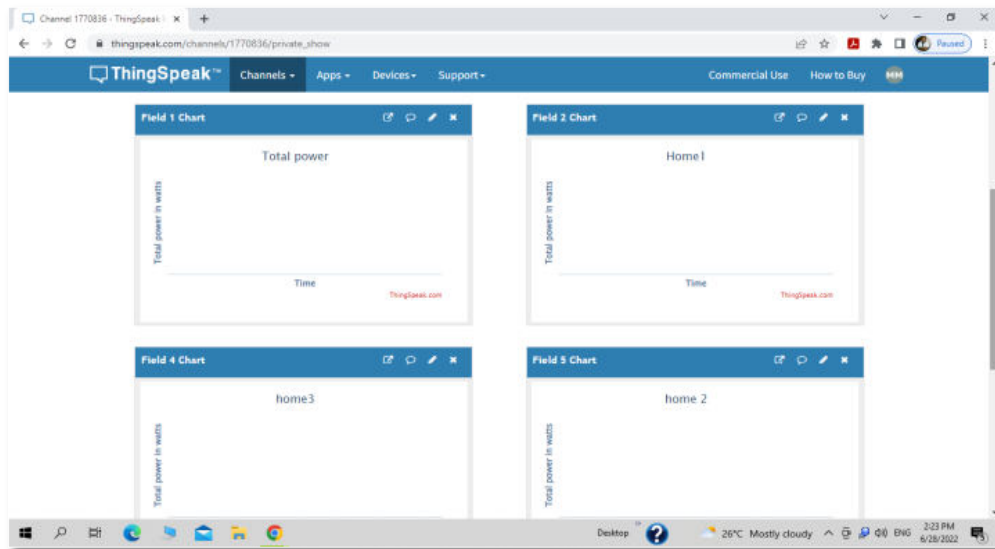 Channel 1770836 - ThingSpeak
thingspeak.com/channels/1770836/private_show
Paused
ThingSpeak™ Channels Apps Devices Support Commercial Use How to Buy MM
Field 1 Chart
Total power
Total power in watts
Time
ThingSpeak.com
Field 2 Chart
Home1
Total power in watts
Time
ThingSpeak.com
Field 4 Chart
home3
Total power in watts
Field 5 Chart
home 2
Total power in watts
Desktop
26°C Mostly cloudy
ENG
2:23 PM
6/28/2022